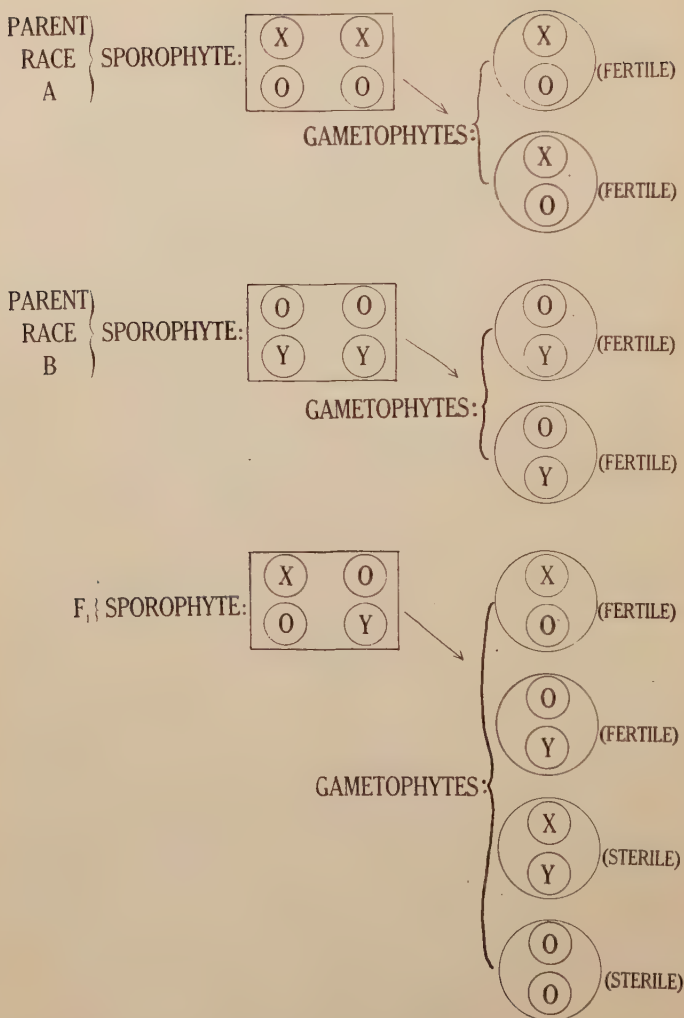 PARENT
RACE
A
SPOROPHYTE:
X X
O O
GAMETOPHYTES:
X
O
(FERTILE)
X
O
(FERTILE)
PARENT
RACE
B
SPOROPHYTE:
O O
Y Y
GAMETOPHYTES:
O
Y
(FERTILE)
O
Y
(FERTILE)
F₁ SPOROPHYTE:
X O
O Y
GAMETOPHYTES:
X
O
(FERTILE)
O
Y
(FERTILE)
X
Y
(STERILE)
O
O
(STERILE)